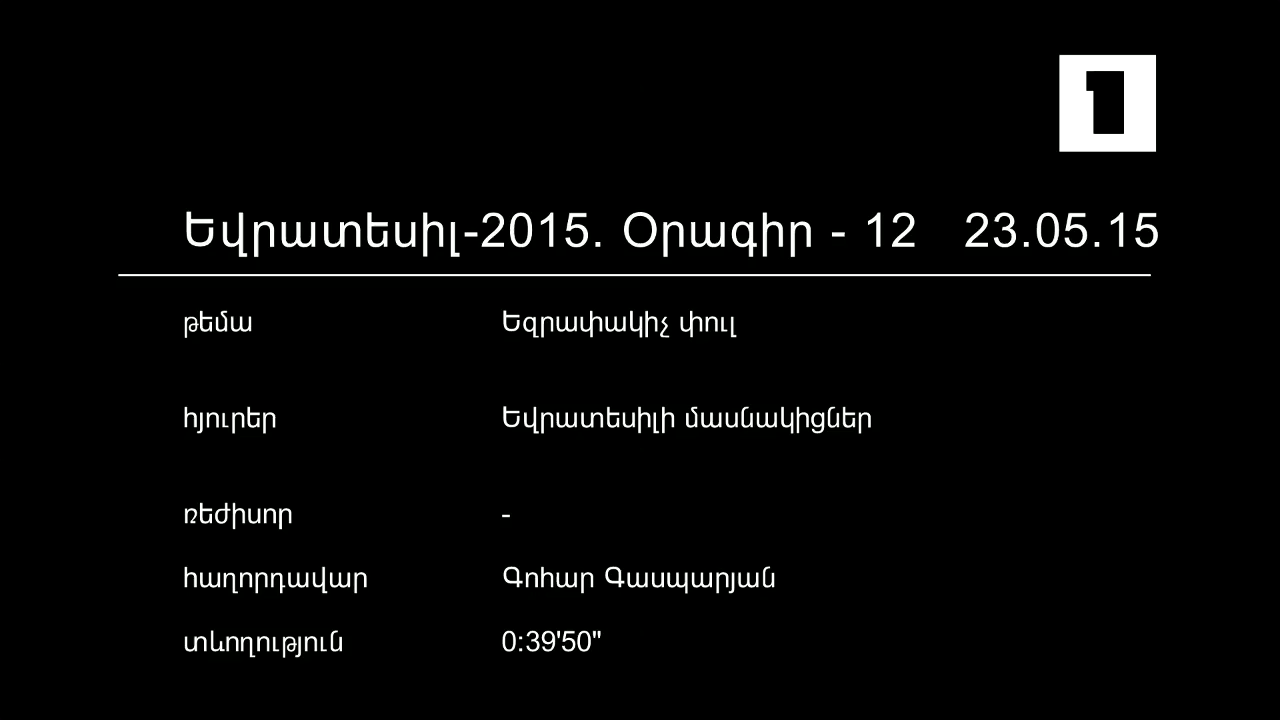 1
Եվրատեսիլ-2015. Օրագիր - 12 23.05.15
թեմա Եզրափակիչ փուլ
հյուրեր Եվրատեսիլի մասնակիցներ
ռեժիսոր -
հաղորդավար Գոհար Գասպարյան
տևողություն 0:39'50"